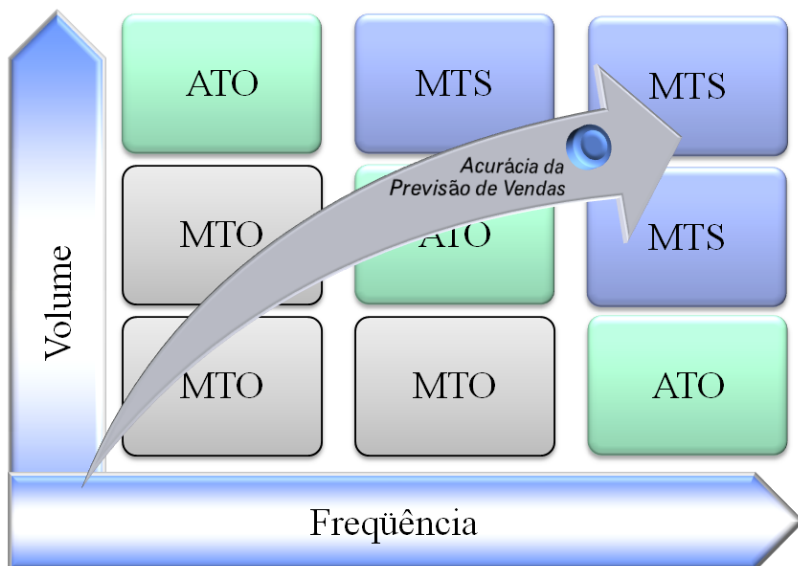 ATO
MTS
MTS
Acurácia da
Previsão de Vendas
MTO
ATO
MTS
Volume
MTO
MTO
ATO
Freqüência